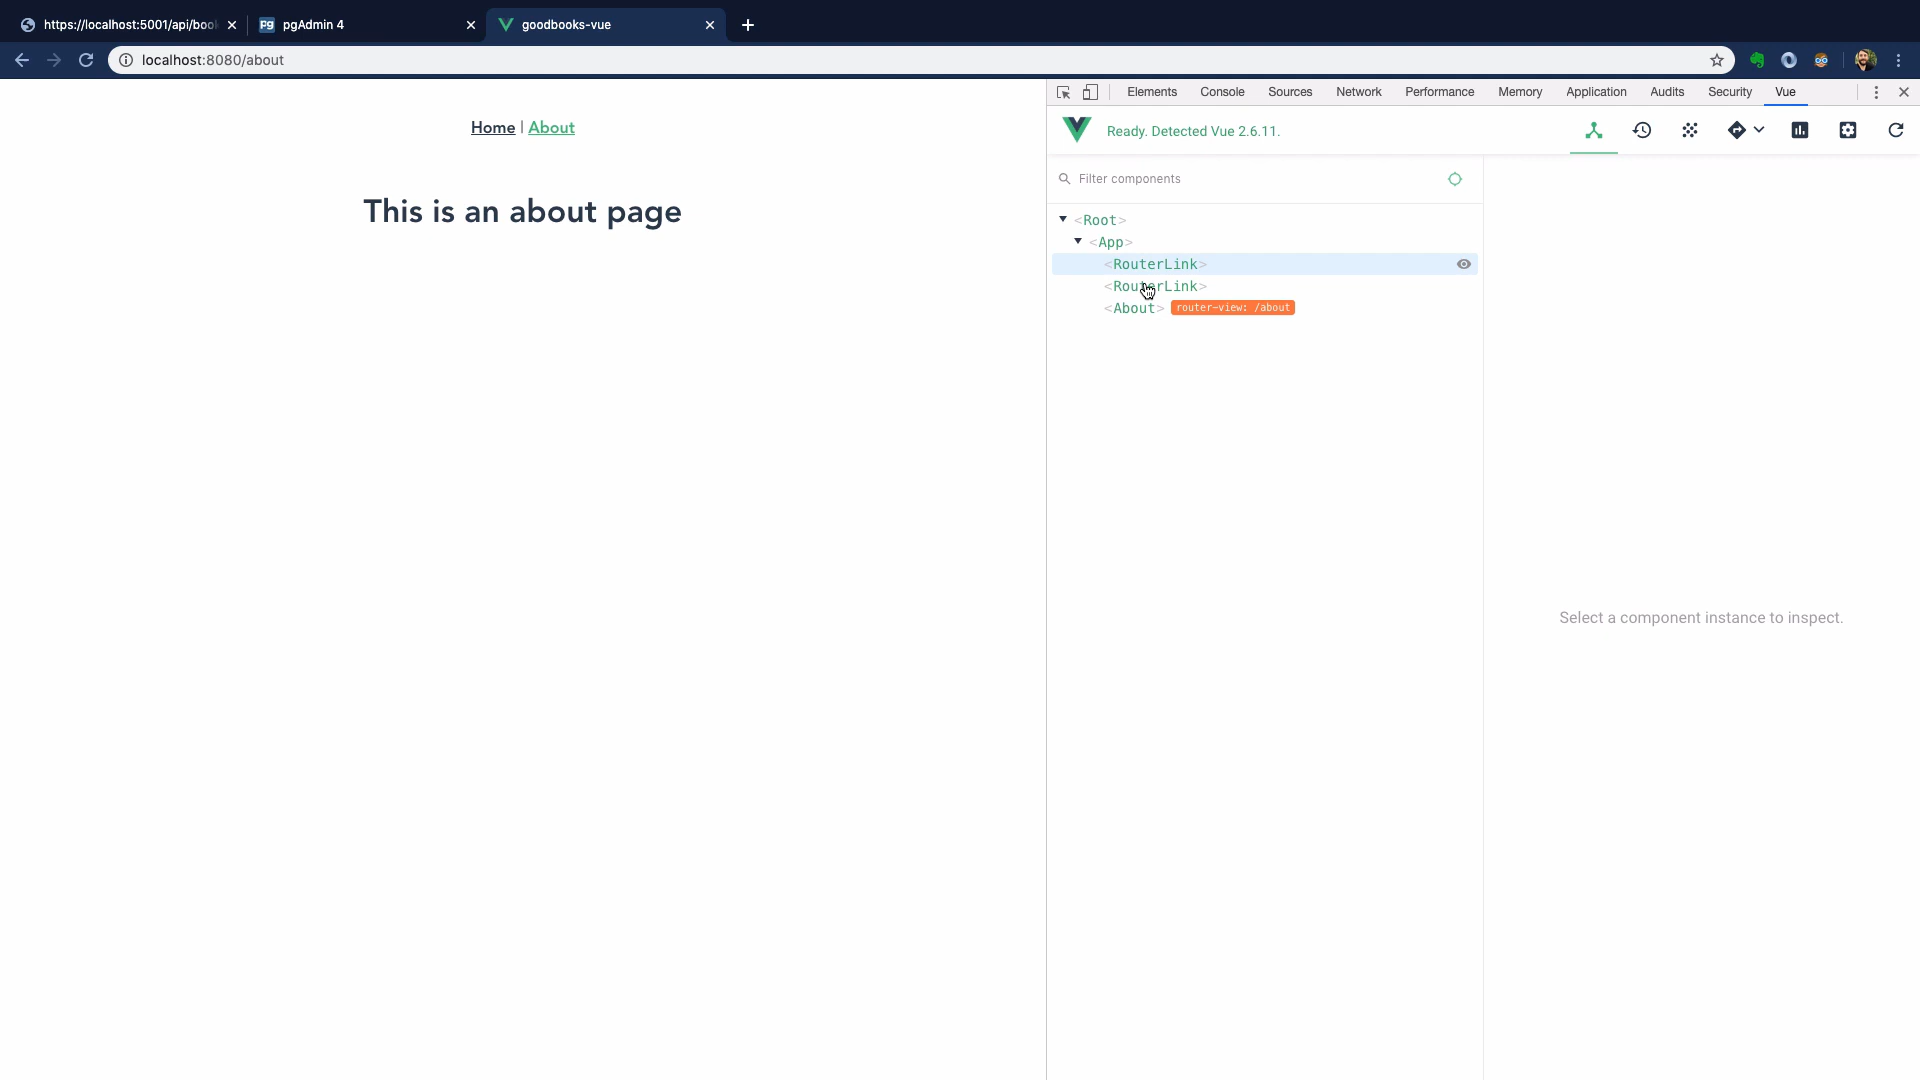 https://localhost:5001/api/boo
pgAdmin 4
goodbooks-vue
localhost:8080/about
Elements Console Sources Network Performance Memory Application Audits Security Vue
Home | About
Ready. Detected Vue 2.6.11.
Filter components
This is an about page
<Root>
<App>
<RouterLink>
<RouterLink>
<About> router-view: /about
Select a component instance to inspect.